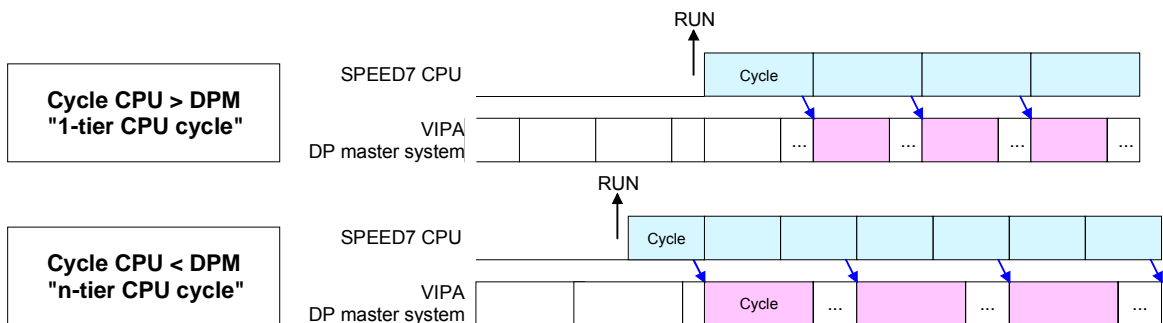 RUN
SPEED7 CPU
Cycle
Cycle CPU > DPM
"1-tier CPU cycle"
VIPA
DP master system
... ... ... ...
RUN
SPEED7 CPU
Cycle
Cycle CPU < DPM
"n-tier CPU cycle"
VIPA
DP master system
Cycle ... ... ...